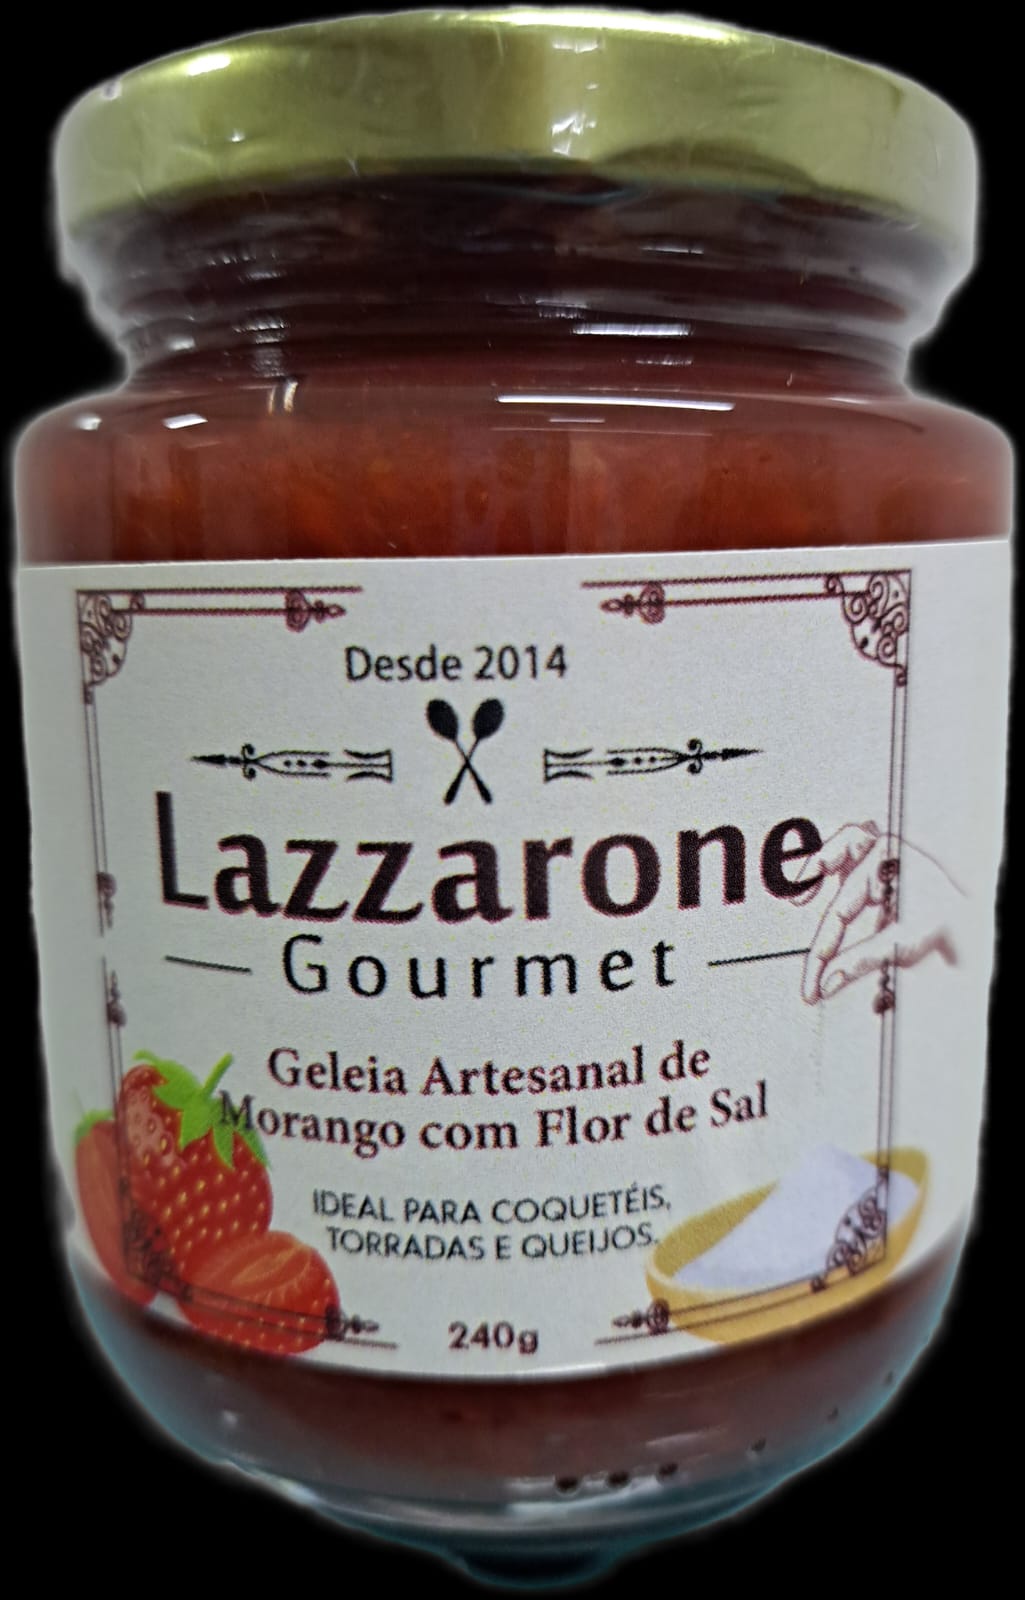 Desde 2014
Lazzarone
Gourmet
Geleia Artesanal de
Morango com Flor de Sal
IDEAL PARA COQUETÉIS,
TORRADAS E QUEIJOS.
240g